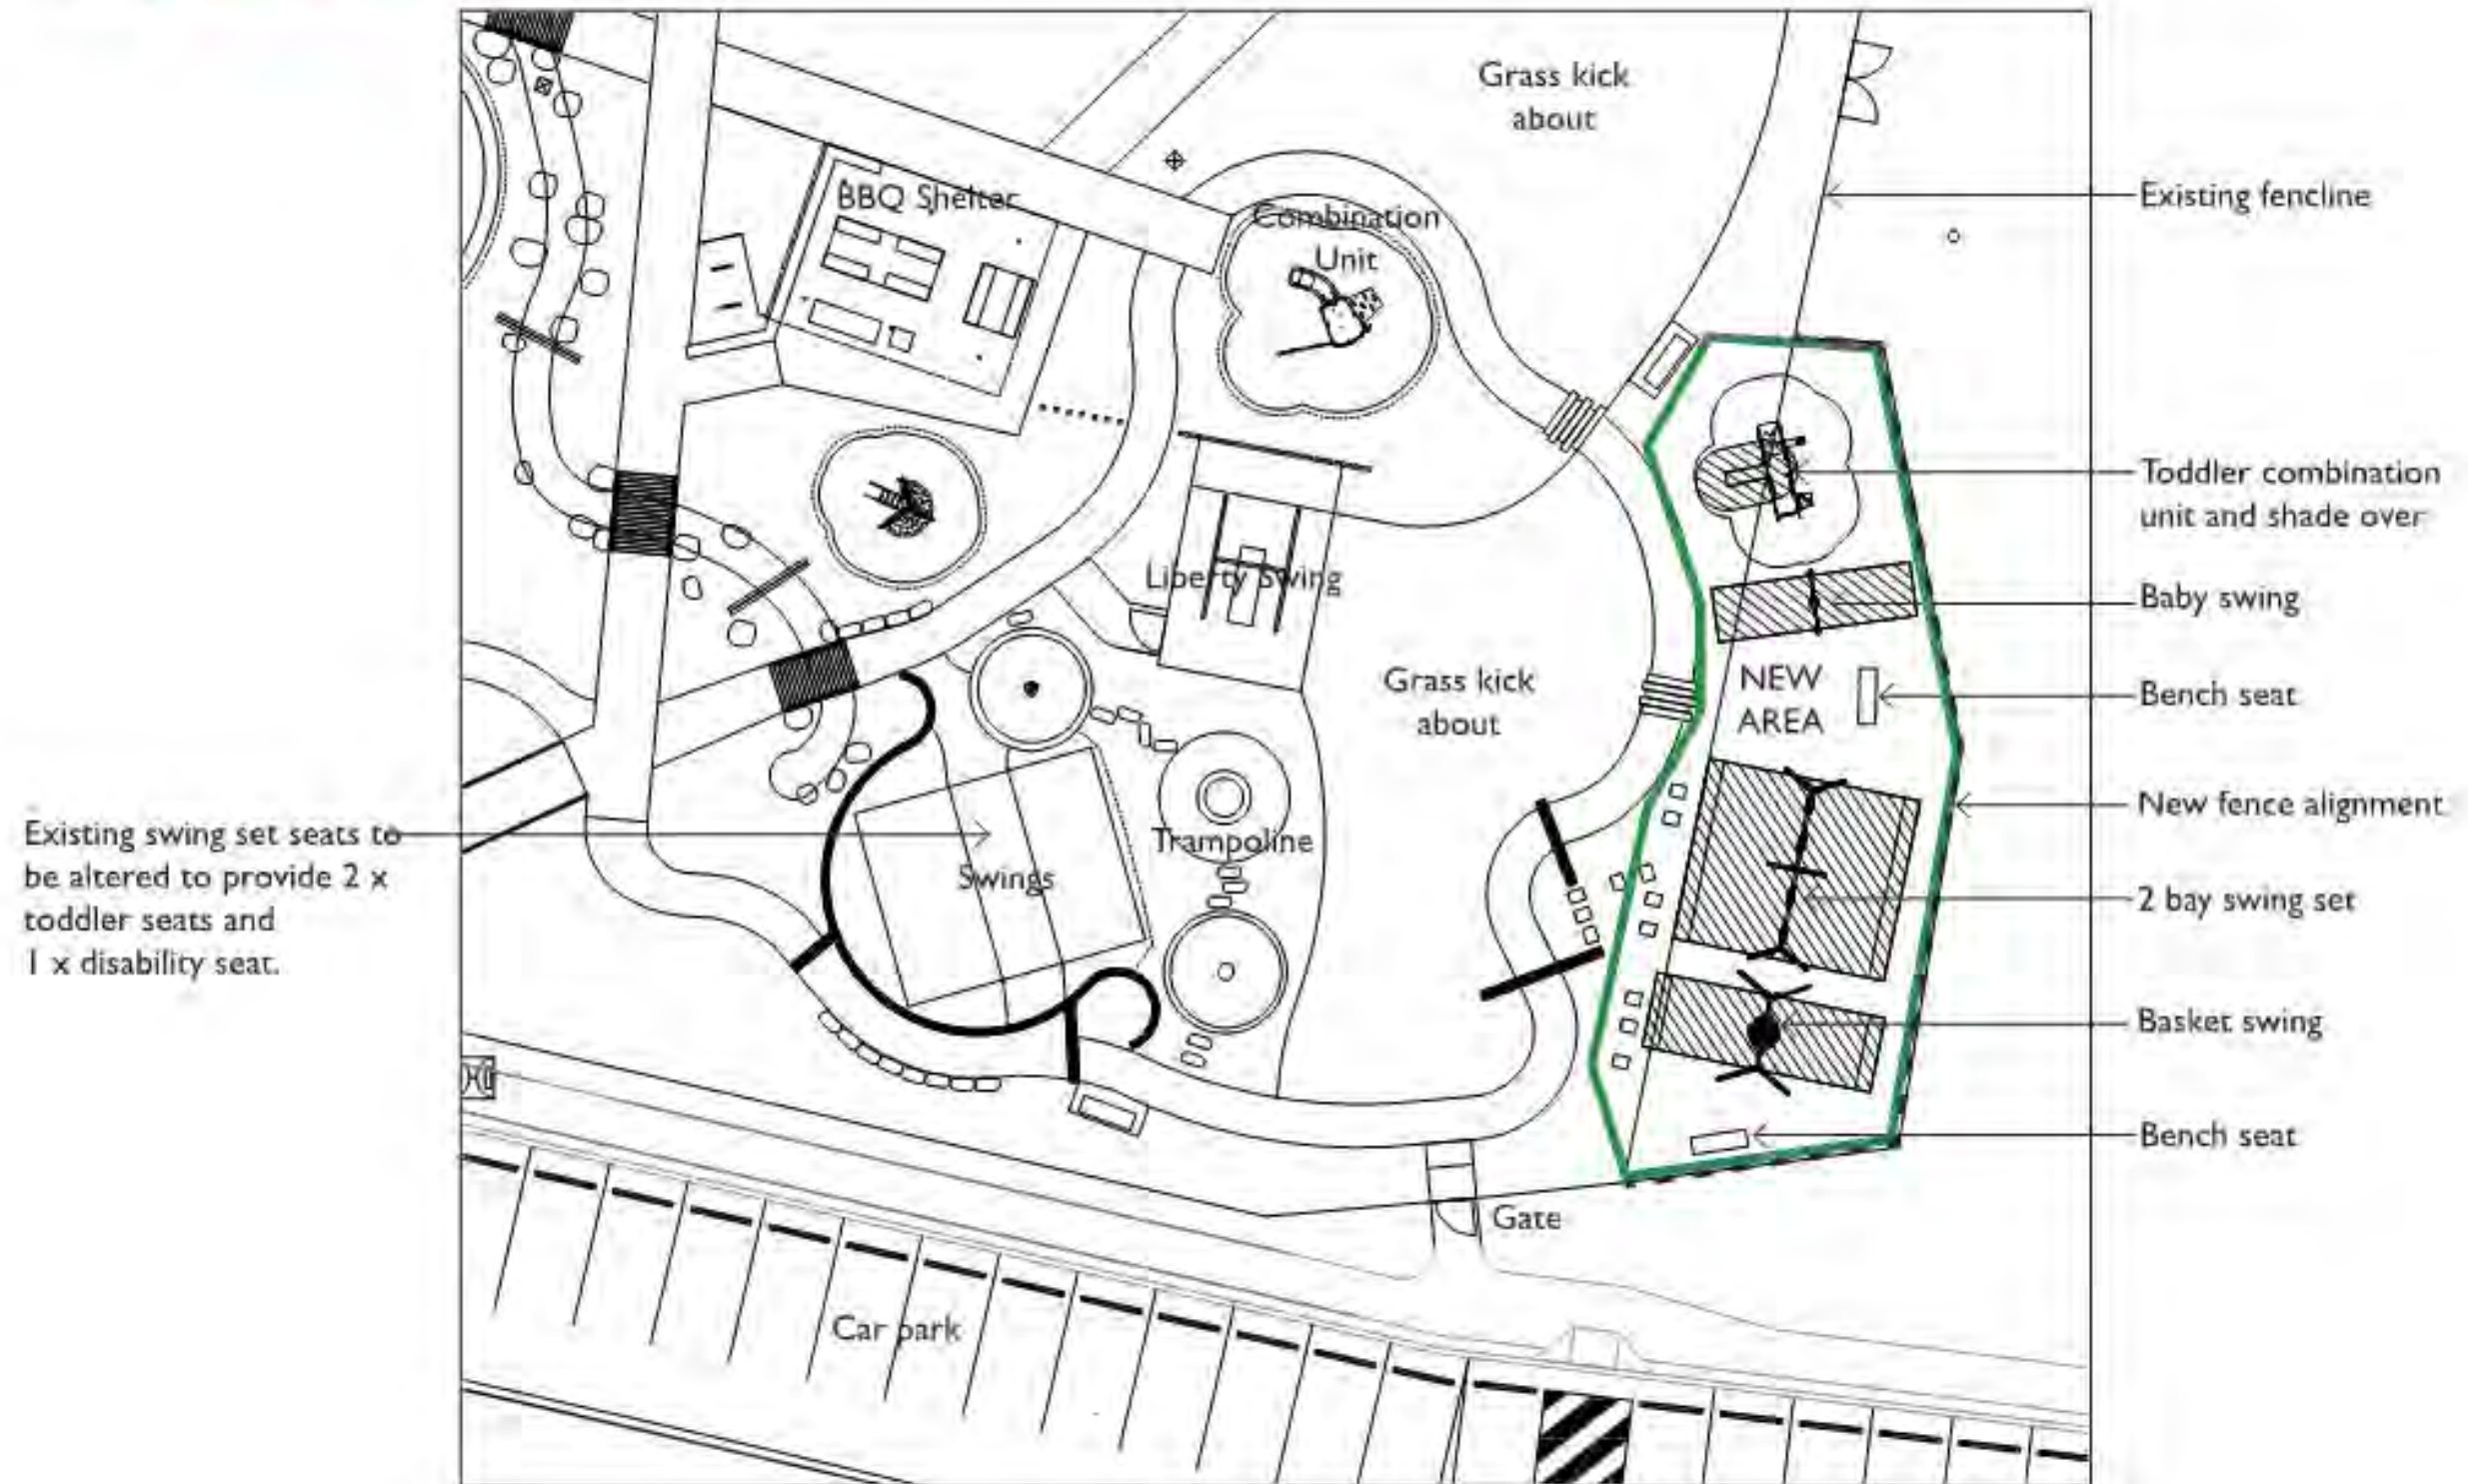 Grass kick
about
BBQ Shelter
Combination
Unit
Existing fencline
Toddler combination
unit and shade over
Liberty Swing
Baby swing
Grass kick
about
NEW
AREA
Bench seat
New fence alignment
Existing swing set seats to
be altered to provide 2 x
toddler seats and
1 x disability seat.
Trampoline
Swings
2 bay swing set
Basket swing
Bench seat
Gate
Car park